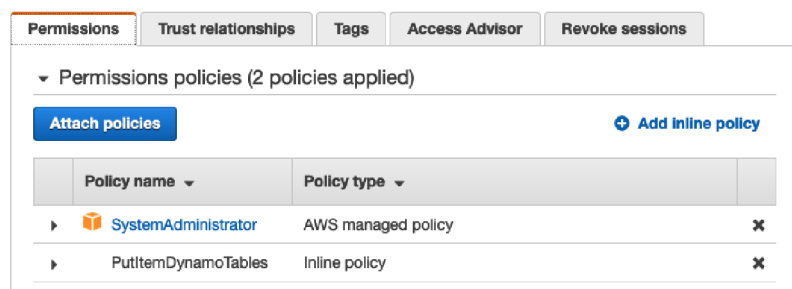 Permissions Trust relationships Tags Access Advisor Revoke sessions
Permissions policies (2 policies applied)
Attach policies Add inline policy
Policy name Policy type
SystemAdministrator AWS managed policy
PutItemDynamoTables Inline policy